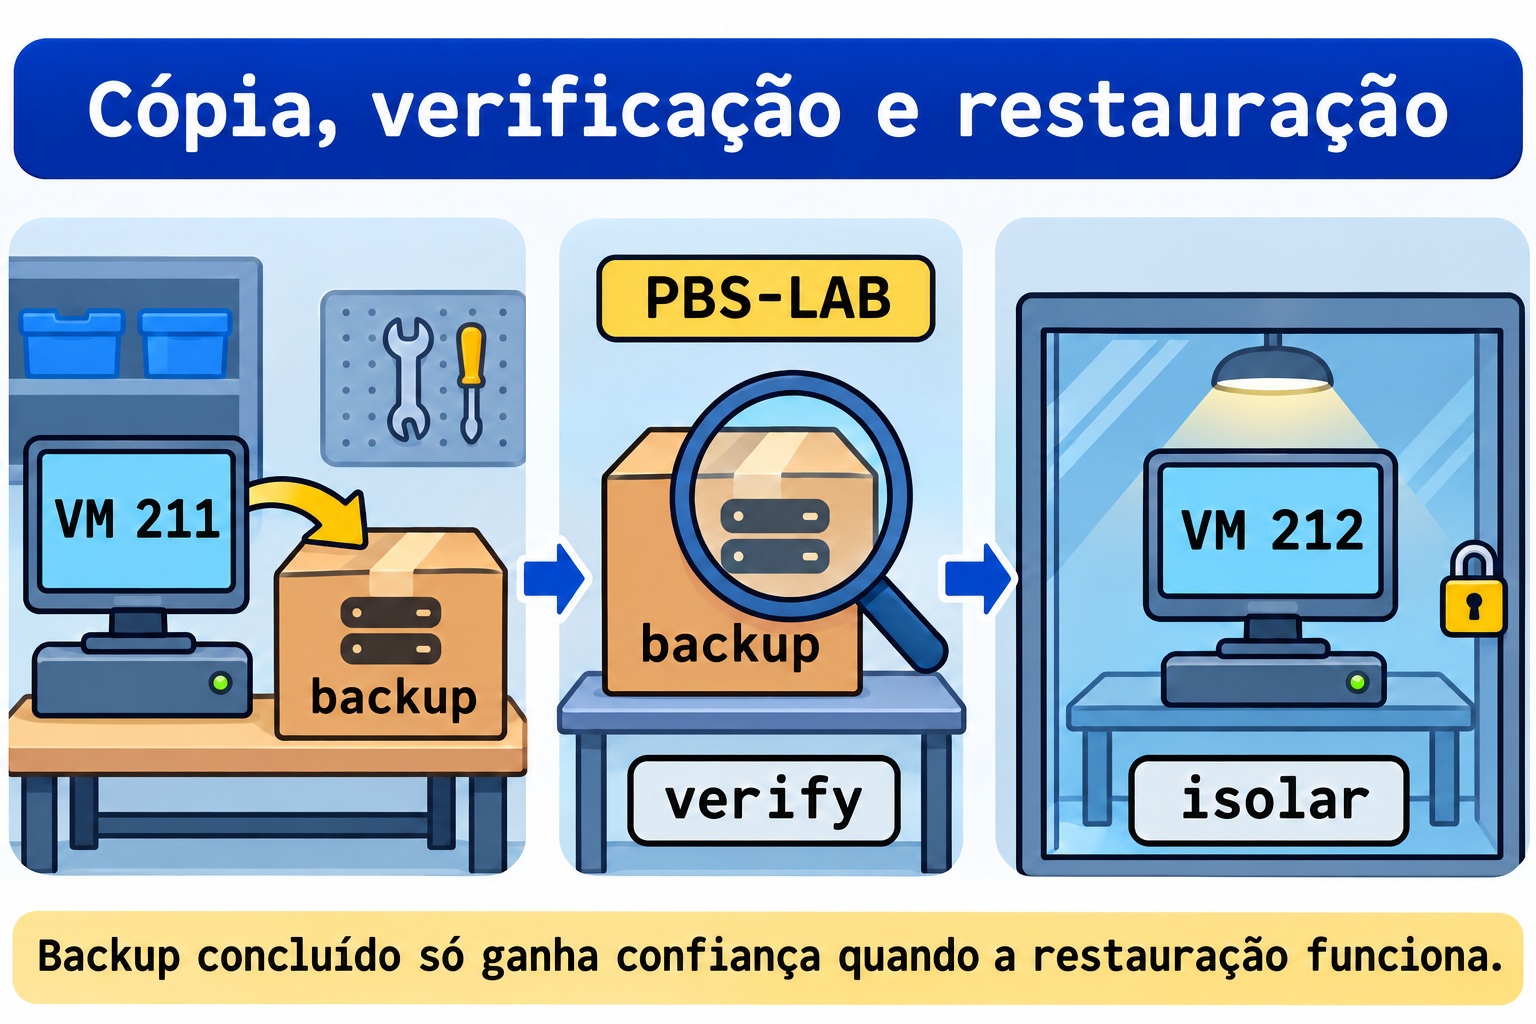 Cópia, verificação e restauração
VM 211
backup
PBS-LAB
backup
verify
VM 212
isolar
Backup concluído só ganha confiança quando a restauração funciona.